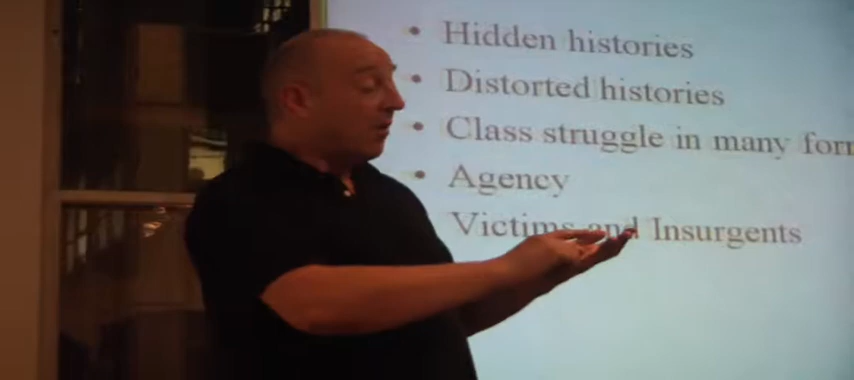 • Hidden histories
• Distorted histories
• Class struggle in many
• Agency
Victims and Insurgents